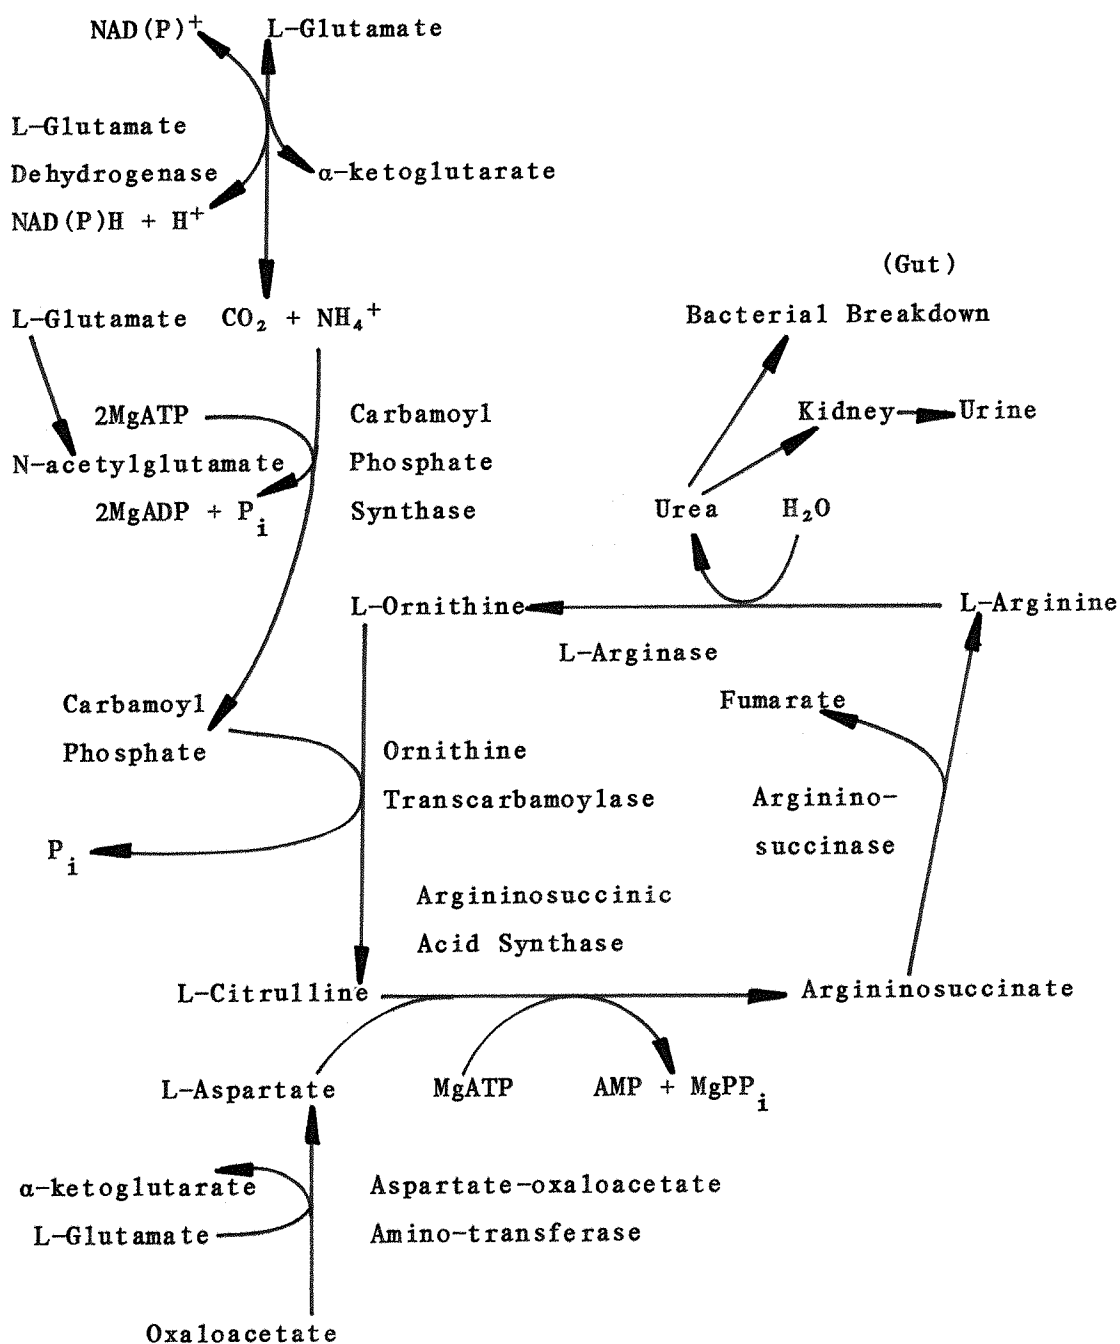 NAD(P)+ L-Glutamate
L-Glutamate
Dehydrogenase α-ketoglutarate
NAD(P)H + H+
(Gut)
L-Glutamate CO₂ + NH₄+ Bacterial Breakdown
2MgATP Carbamoyl Kidney Urine
N-acetylglutamate Phosphate
2MgADP + Pi Synthase Urea H₂O
L-Ornithine L-Arginine
L-Arginase
Carbamoyl Fumarate
Phosphate Ornithine
Transcarbamoylase Arginino-
Pi succinase
Argininosuccinic
Acid Synthase
L-Citrulline Argininosuccinate
L-Aspartate MgATP AMP + MgPPi
α-ketoglutarate Aspartate-oxaloacetate
L-Glutamate Amino-transferase
Oxaloacetate